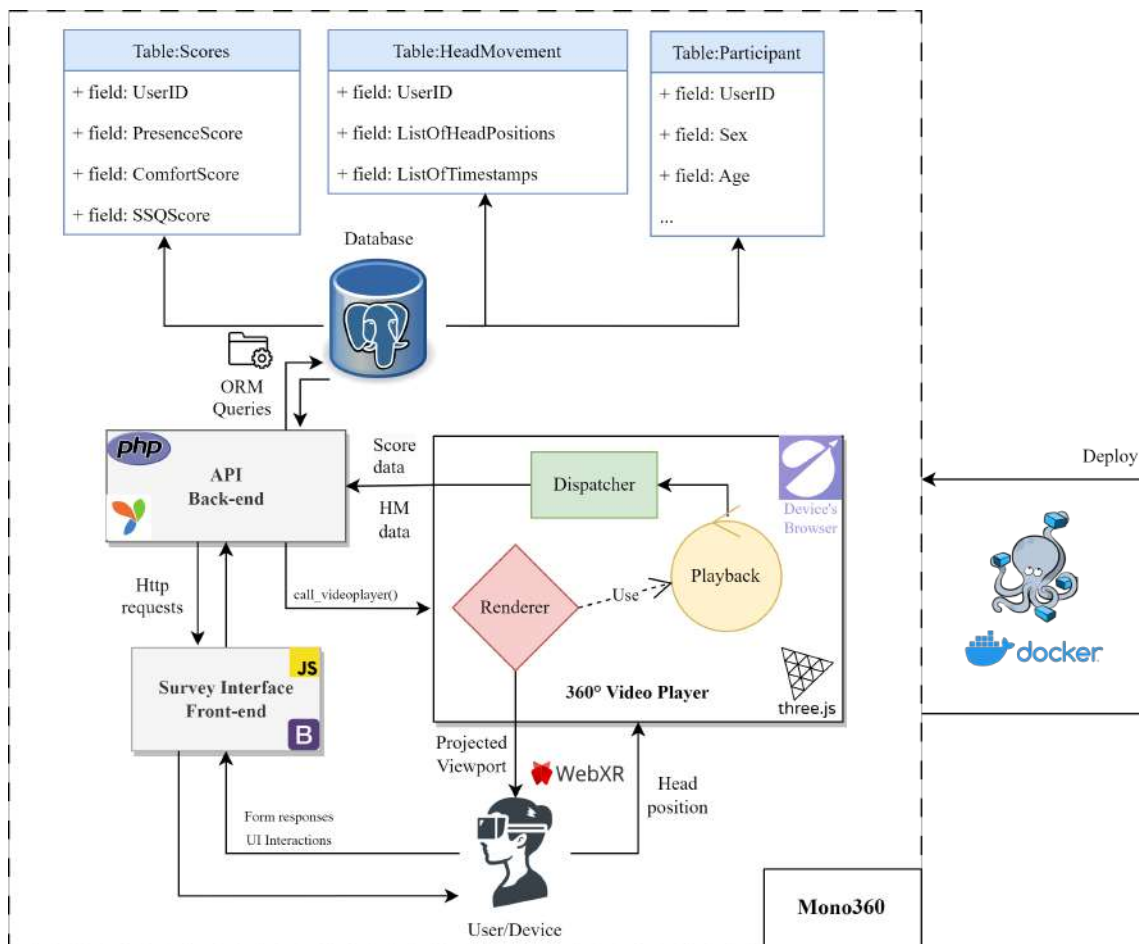 Table:Scores
+ field: UserID
+ field: PresenceScore
+ field: ComfortScore
+ field: SSQScore
Table:HeadMovement
+ field: UserID
+ field: ListOfHeadPositions
+ field: ListOfTimestamps
Table:Participant
+ field: UserID
+ field: Sex
+ field: Age
...
Database
ORM
Queries
php
API
Back-end
Score
data
HM
data
Dispatcher
Device's
Browser
Playback
Renderer
Use
360° Video Player
three.js
Http
requests
call_videoplayer()
JS
Survey Interface
Front-end
B
Projected
Viewport
WebXR
Head
position
Form responses
UI Interactions
User/Device
Mono360
Deploy
docker